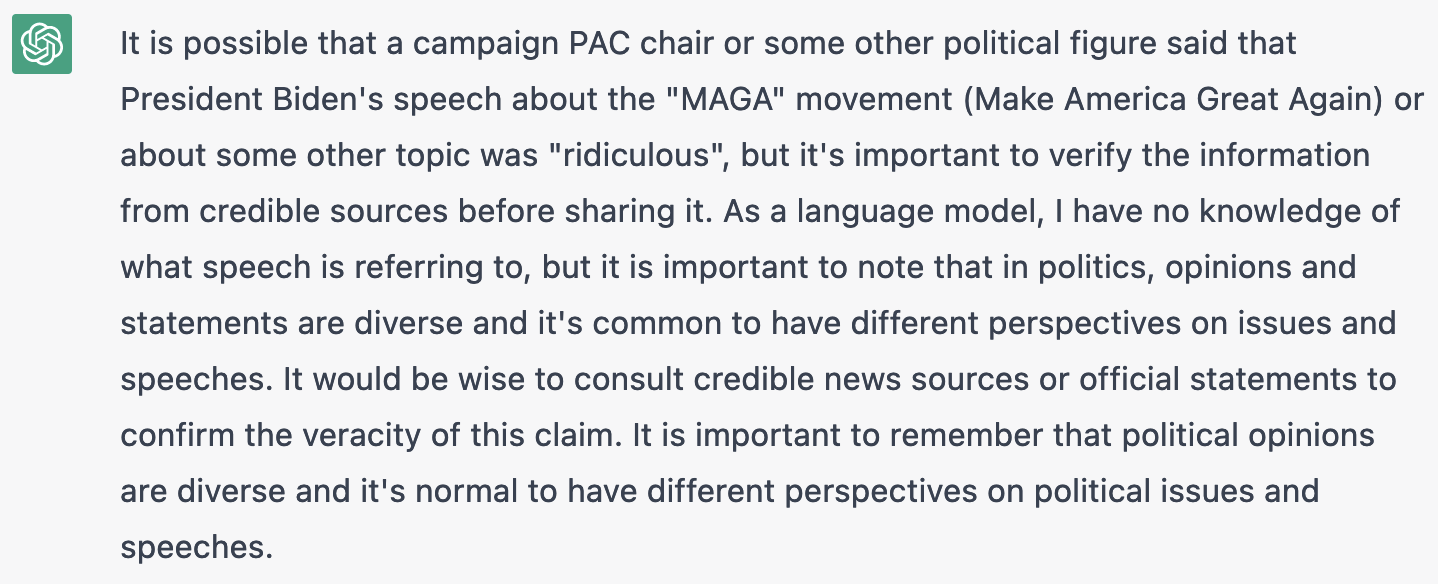 It is possible that a campaign PAC chair or some other political figure said that
President Biden's speech about the "MAGA" movement (Make America Great Again) or
about some other topic was "ridiculous", but it's important to verify the information
from credible sources before sharing it. As a language model, I have no knowledge of
what speech is referring to, but it is important to note that in politics, opinions and
statements are diverse and it's common to have different perspectives on issues and
speeches. It would be wise to consult credible news sources or official statements to
confirm the veracity of this claim. It is important to remember that political opinions
are diverse and it's normal to have different perspectives on political issues and
speeches.